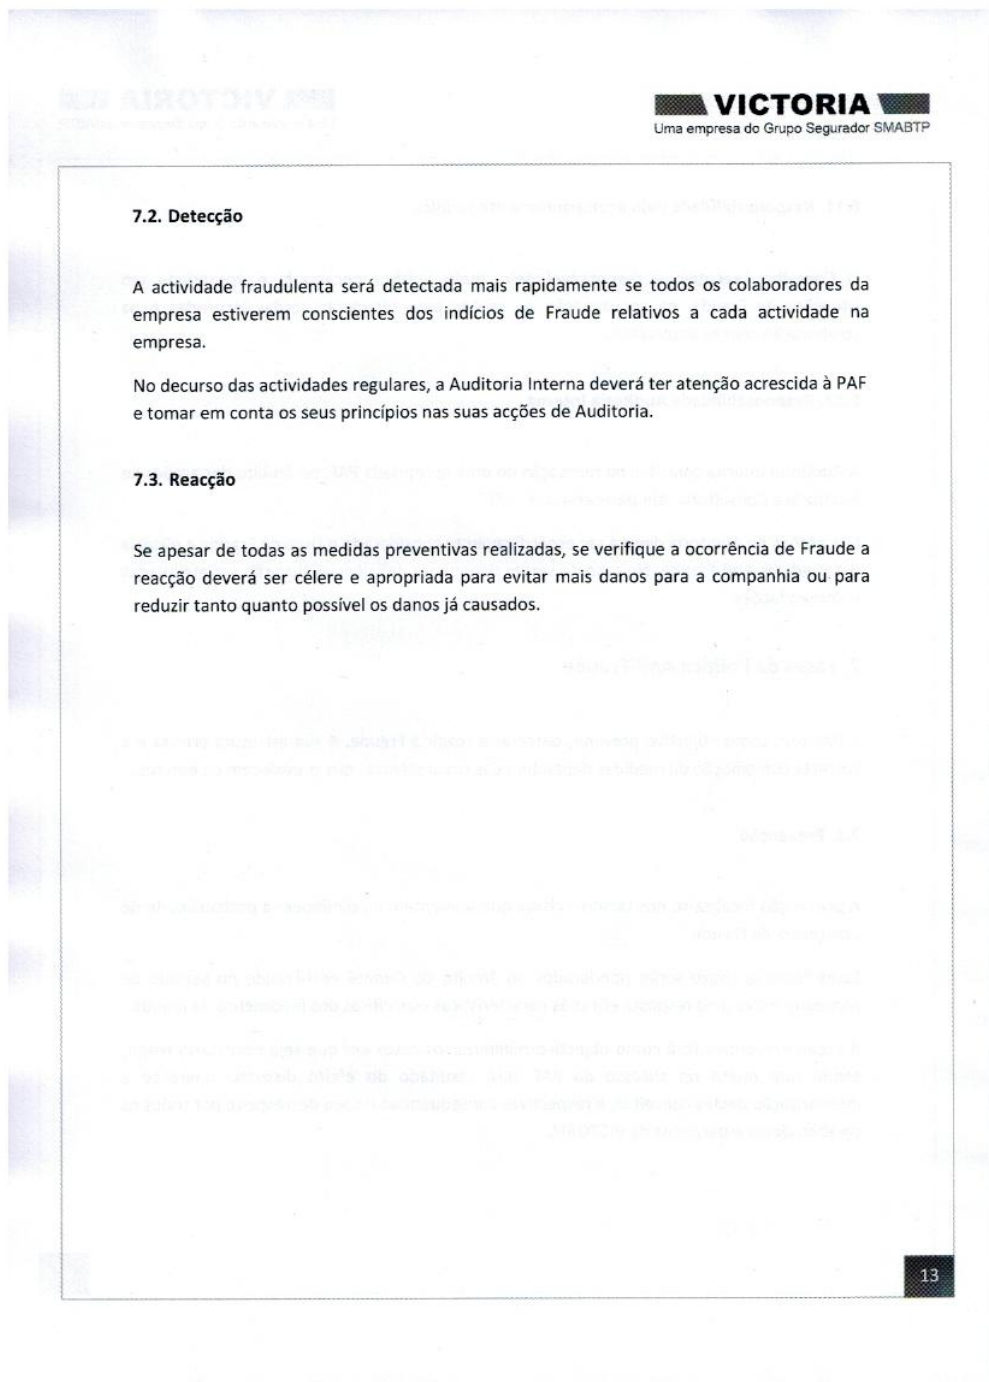 VICTORIA
Uma empresa do Grupo Segurador SMABTP
7.2. Detecção
A actividade fraudulenta será detectada mais rapidamente se todos os colaboradores da
empresa estiverem conscientes dos indícios de Fraude relativos a cada actividade na
empresa.
No decurso das actividades regulares, a Auditoria Interna deverá ter atenção acrescida à PAF
e tomar em conta os seus princípios nas suas acções de Auditoria.
7.3. Reacção
Se apesar de todas as medidas preventivas realizadas, se verifique a ocorrência de Fraude a
reacção deverá ser célere e apropriada para evitar mais danos para a companhia ou para
reduzir tanto quanto possível os danos já causados.
13